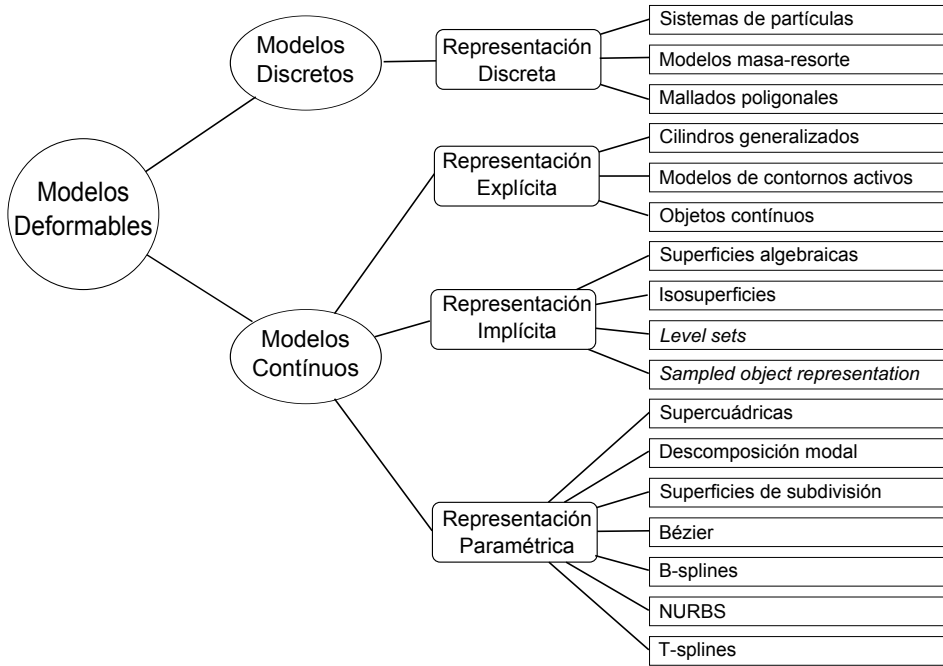 Modelos
Deformables
Modelos
Discretos
Representación
Discreta
Sistemas de partículas
Modelos masa-resorte
Mallados poligonales
Modelos
Contínuos
Representación
Explícita
Cilindros generalizados
Modelos de contornos activos
Objetos contínuos
Representación
Implícita
Superficies algebraicas
Isosuperficies
Level sets
Sampled object representation
Representación
Paramétrica
Supercuádricas
Descomposición modal
Superficies de subdivisión
Bézier
B-splines
NURBS
T-splines